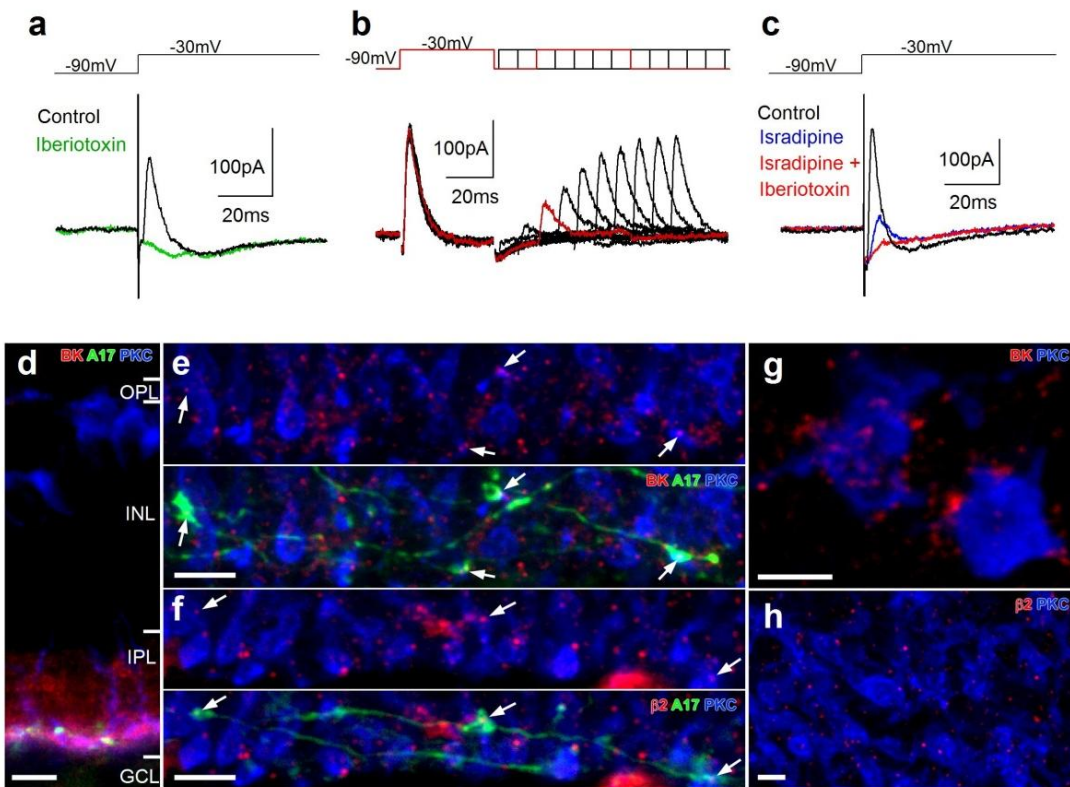 a
-90mV
-30mV
Control
Iberiotoxin
100pA
20ms
b
-90mV
-30mV
100pA
20ms
c
-90mV
-30mV
Control
Isradipine
Isradipine +
Iberiotoxin
100pA
20ms
d
BK A17 PKC
OPL
INL
IPL
GCL
e
BK A17 PKC
f
β2 A17 PKC
g
BK PKC
h
β2 PKC